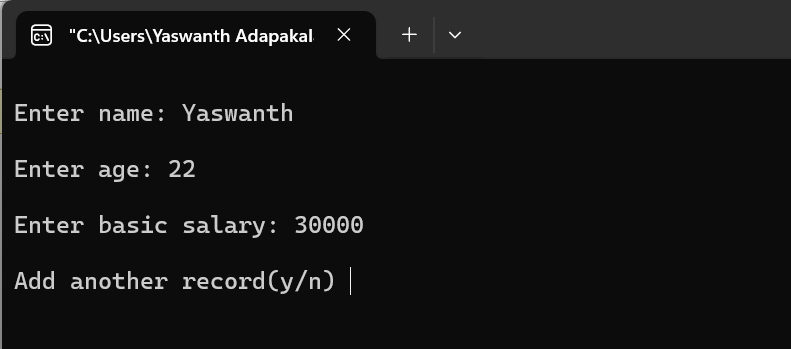 "C:\Users\Yaswanth Adapakal
Enter name: Yaswanth
Enter age: 22
Enter basic salary: 30000
Add another record(y/n)